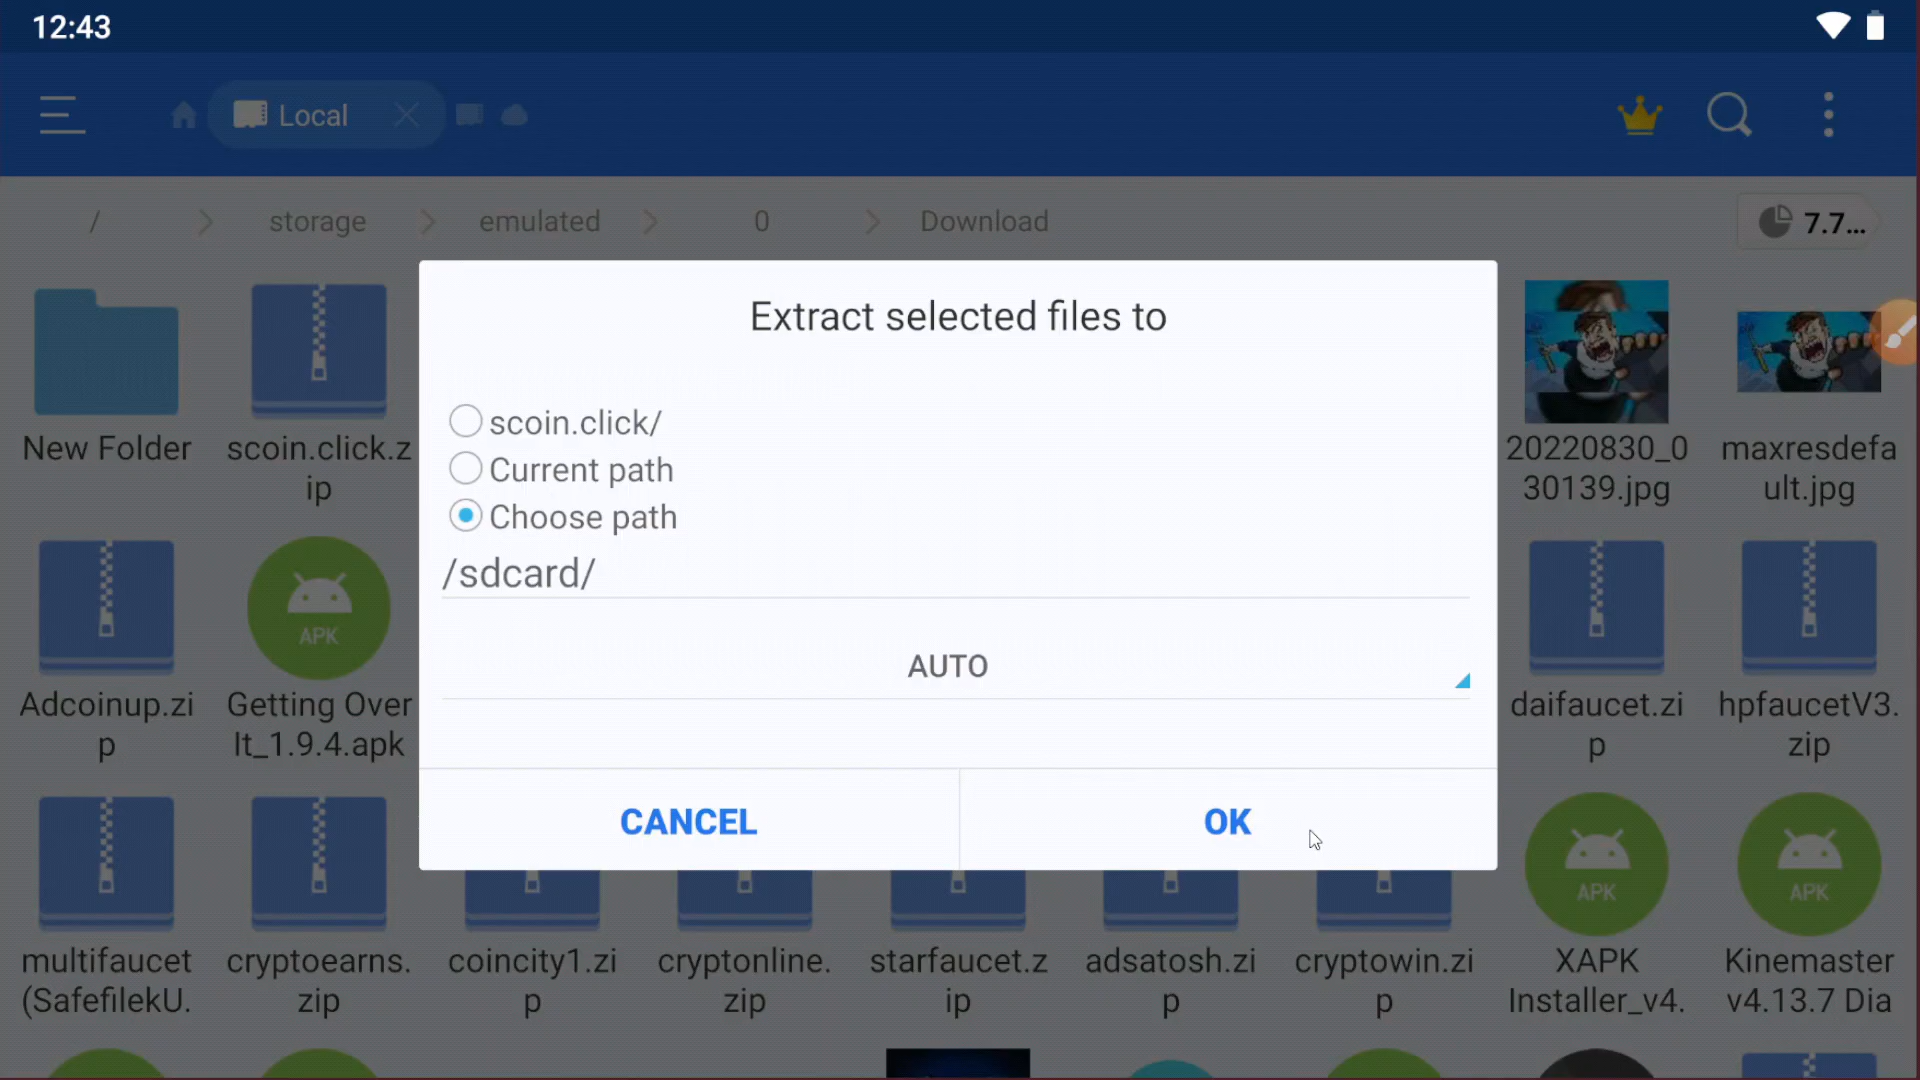 12:43
Local
/ storage emulated 0 Download
7.7...
Extract selected files to
scoin.click/
Current path
Choose path
/sdcard/
AUTO
CANCEL OK
New Folder
scoin.click.z
ip
20220830_0
30139.jpg
maxresdefa
ult.jpg
Adcoinup.zi
p
APK
Getting Over
It_1.9.4.apk
daifaucet.zi
p
hpfaucetV3.
zip
multifaucet
(SafefilekU.
cryptoearns.
zip
coincity1.zi
p
cryptonline.
zip
starfaucet.z
ip
adsatosh.zi
p
cryptowin.zi
p
APK
XAPK
Installer_v4.
APK
Kinemaster
v4.13.7 Dia